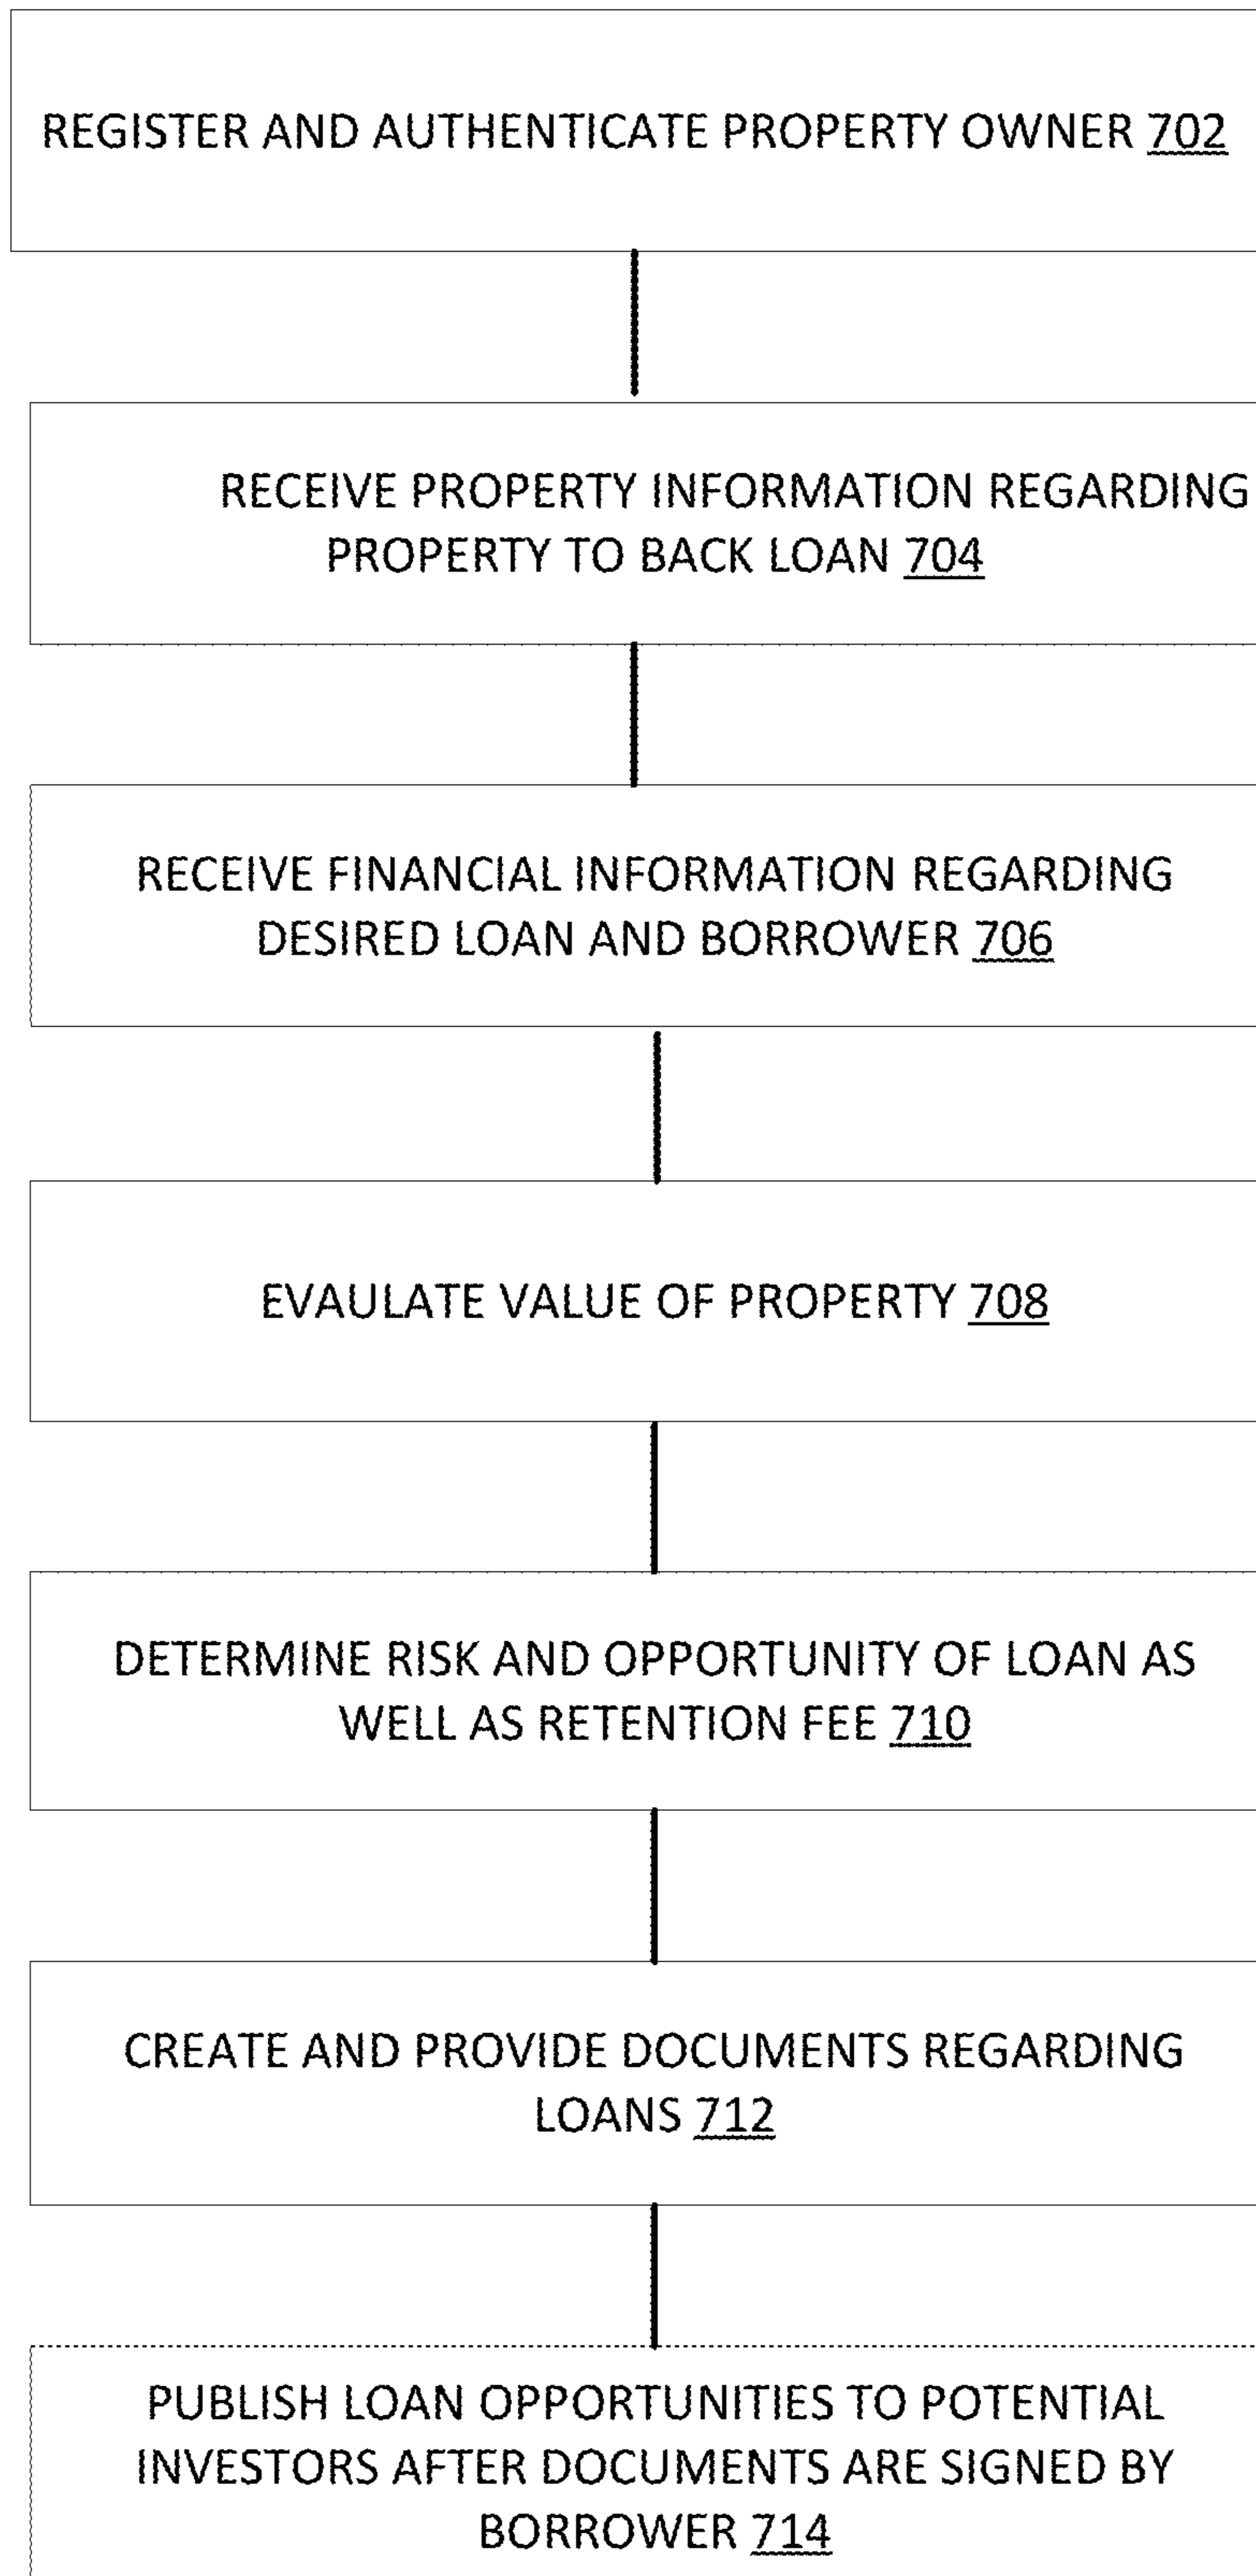 REGISTER AND AUTHENTICATE PROPERTY OWNER 702
RECEIVE PROPERTY INFORMATION REGARDING
PROPERTY TO BACK LOAN 704
RECEIVE FINANCIAL INFORMATION REGARDING
DESIRED LOAN AND BORROWER 706
EVAULATE VALUE OF PROPERTY 708
DETERMINE RISK AND OPPORTUNITY OF LOAN AS
WELL AS RETENTION FEE 710
CREATE AND PROVIDE DOCUMENTS REGARDING
LOANS 712
PUBLISH LOAN OPPORTUNITIES TO POTENTIAL
INVESTORS AFTER DOCUMENTS ARE SIGNED BY
BORROWER 714